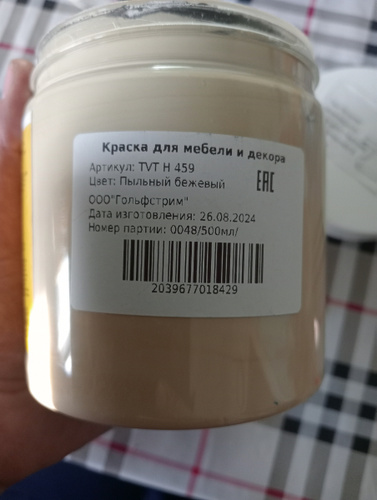 Краска для мебели и декора
Артикул: TVT H 459
Цвет: Пыльный бежевый
EAC
ООО"Гольфстрим"
Дата изготовления: 26.08.2024
Номер партии: 0048/500мл/
2039677018429